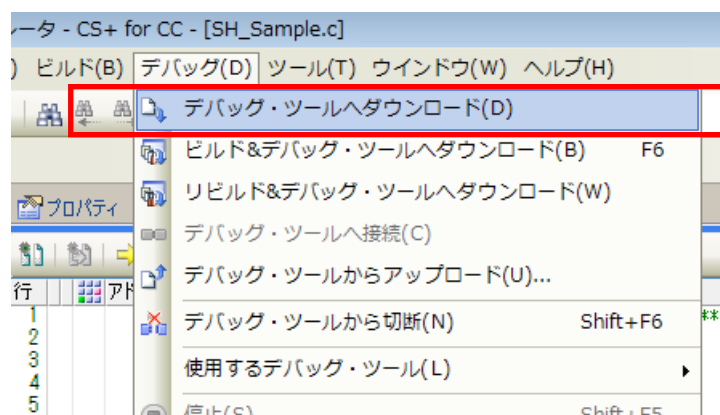 ータ - CS+ for CC - [SH_Sample.c]
) ビルド(B) デバッグ(D) ツール(T) ウインドウ(W) ヘルプ(H)
デバッグ・ツールへダウンロード(D)
ビルド&デバッグ・ツールへダウンロード(B) F6
リビルド&デバッグ・ツールへダウンロード(W)
プロパティ
デバッグ・ツールへ接続(C)
デバッグ・ツールからアップロード(U)...
行 アド
1
デバッグ・ツールから切断(N) Shift+F6 **
2
3
使用するデバッグ・ツール(L)
4
5
停止(S) Shift+F5